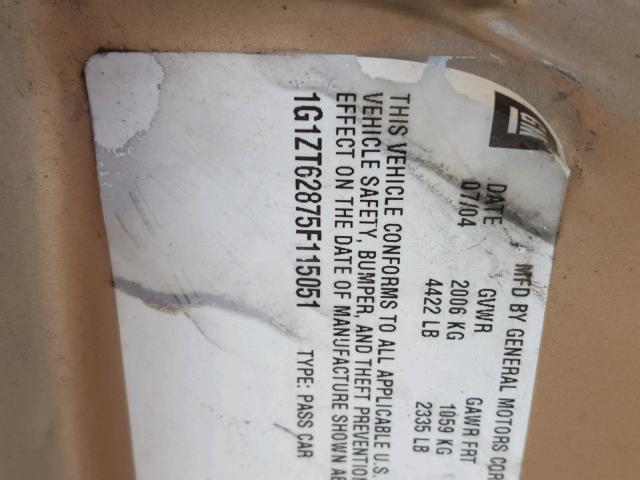 GM
MFD BY GENERAL MOTORS COR
DATE GVWR GAWR FRT
07/04 2006 KG 1059 KG
4422 LB 2335 LB
THIS VEHICLE CONFORMS TO ALL APPLICABLE U.S.
VEHICLE SAFETY, BUMPER, AND THEFT PREVENTION
EFFECT ON THE DATE OF MANUFACTURE SHOWN AB
1G1ZT62875F115051 TYPE: PASS CAR